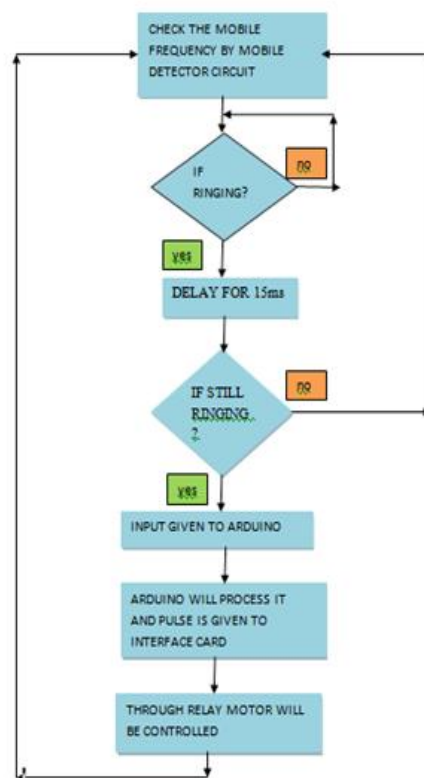 CHECK THE MOBILE
FREQUENCY BY MOBILE
DETECTOR CIRCUIT
IF
RINGING?
no
yes
DELAY FOR 15ms
IF STILL
RINGING
?
no
yes
INPUT GIVEN TO ARDUINO
ARDUINO WILL PROCESS IT
AND PULSE IS GIVEN TO
INTERFACE CARD
THROUGH RELAY MOTOR WILL
BE CONTROLLED